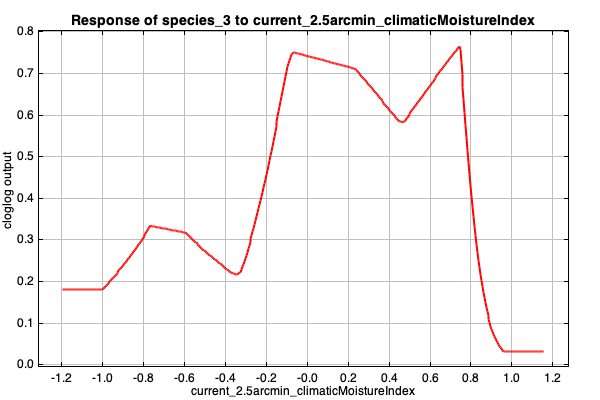 Response of species_3 to current_2.5arcmin_climaticMoistureIndex
0.8
0.7
0.6
0.5
0.4
0.3
0.2
0.1
0.0
cloglog output
-1.2 -1.0 -0.8 -0.6 -0.4 -0.2 -0.0 0.2 0.4 0.6 0.8 1.0 1.2
current_2.5arcmin_climaticMoistureIndex